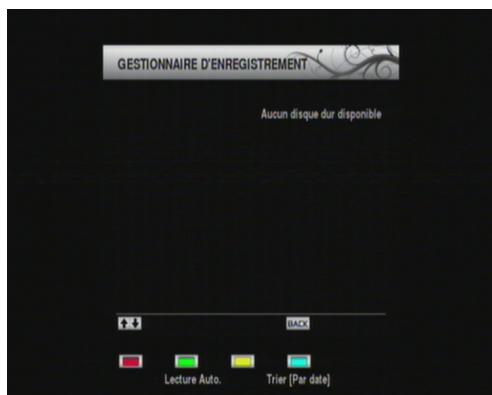 GESTIONNAIRE D'ENREGISTREMENT
Aucun disque dur disponible
BACK
Lecture Auto.
Trier [Par date]